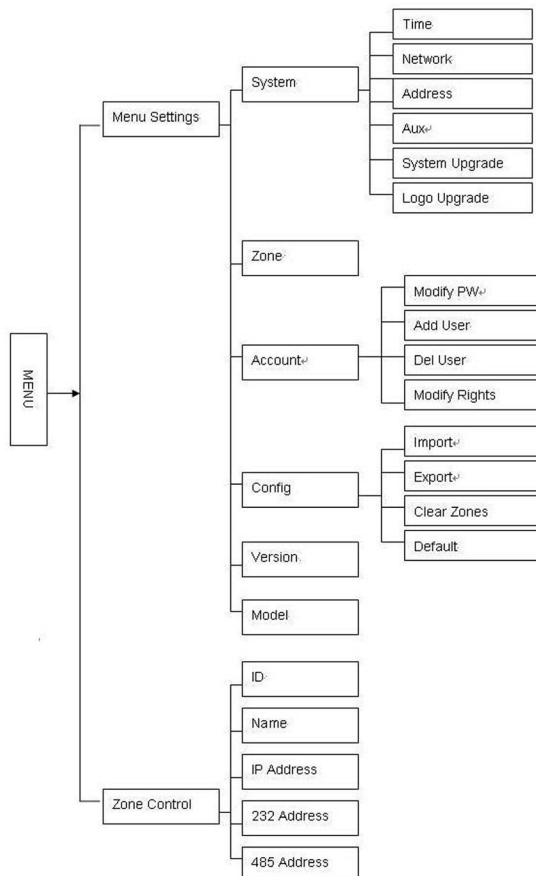 MENU
Menu Settings
System
Time
Network
Address
Aux
System Upgrade
Logo Upgrade
Zone
Account
Modify PW
Add User
Del User
Modify Rights
Config
Import
Export
Clear Zones
Default
Version
Model
Zone Control
ID
Name
IP Address
232 Address
485 Address